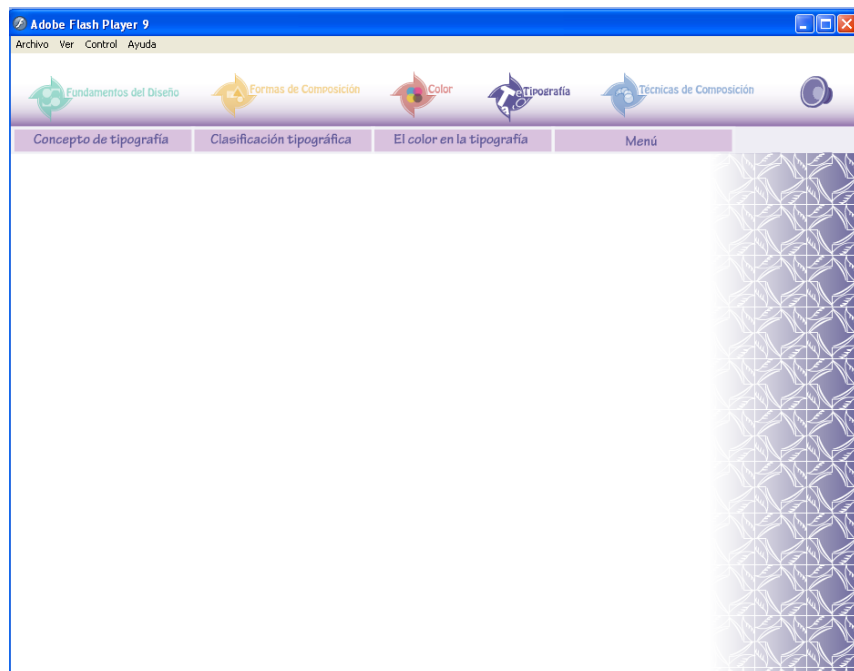 Adobe Flash Player 9
Archivo Ver Control Ayuda
Fundamentos del Diseño
Formas de Composición
Color
Tipografía
Técnicas de Composición
Concepto de tipografía
Clasificación tipográfica
El color en la tipografía
Menú